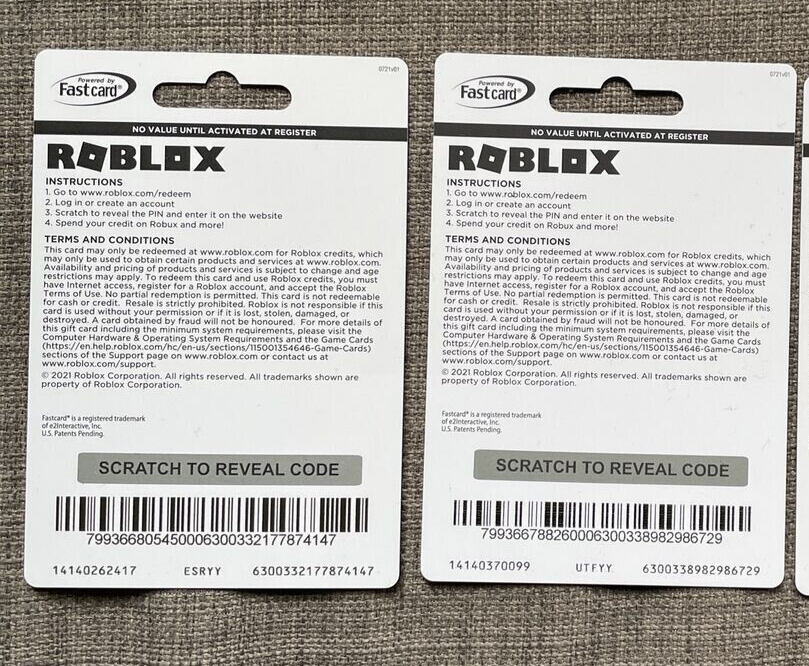 Powered by
Fastcard®
0721v01
NO VALUE UNTIL ACTIVATED AT REGISTER
ROBLOX
INSTRUCTIONS
1. Go to www.roblox.com/redeem
2. Log in or create an account
3. Scratch to reveal the PIN and enter it on the website
4. Spend your credit on Robux and more!
TERMS AND CONDITIONS
This card may only be redeemed at www.roblox.com for Roblox credits, which
may only be used to obtain certain products and services at www.roblox.com.
Availability and pricing of products and services is subject to change and age
restrictions may apply. To redeem this card and use Roblox credits, you must
have Internet access, register for a Roblox account, and accept the Roblox
Terms of Use. No partial redemption is permitted. This card is not redeemable
for cash or credit. Resale is strictly prohibited. Roblox is not responsible if this
card is used without your permission or if it is lost, stolen, damaged, or
destroyed. A card obtained by fraud will not be honoured. For more details of
this gift card including the minimum system requirements, please visit the
Computer Hardware & Operating System Requirements and the Game Cards
(https://en.help.roblox.com/hc/en-us/sections/115001354646-Game-Cards)
sections of the Support page on www.roblox.com or contact us at
www.roblox.com/support.
© 2021 Roblox Corporation. All rights reserved. All trademarks shown are
property of Roblox Corporation.
Fastcard® is a registered trademark
of e2interactive, Inc.
U.S. Patents Pending.
SCRATCH TO REVEAL CODE
799366805450006300332177874147
14140262417 ESRYY 6300332177874147
Powered by
Fastcard®
0721v01
NO VALUE UNTIL ACTIVATED AT REGISTER
ROBLOX
INSTRUCTIONS
1. Go to www.roblox.com/redeem
2. Log in or create an account
3. Scratch to reveal the PIN and enter it on the website
4. Spend your credit on Robux and more!
TERMS AND CONDITIONS
This card may only be redeemed at www.roblox.com for Roblox credits, which
may only be used to obtain certain products and services at www.roblox.com.
Availability and pricing of products and services is subject to change and age
restrictions may apply. To redeem this card and use Roblox credits, you must
have Internet access, register for a Roblox account, and accept the Roblox
Terms of Use. No partial redemption is permitted. This card is not redeemable
for cash or credit. Resale is strictly prohibited. Roblox is not responsible if this
card is used without your permission or if it is lost, stolen, damaged, or
destroyed. A card obtained by fraud will not be honoured. For more details of
this gift card including the minimum system requirements, please visit the
Computer Hardware & Operating System Requirements and the Game Cards
(https://en.help.roblox.com/hc/en-us/sections/115001354646-Game-Cards)
sections of the Support page on www.roblox.com or contact us at
www.roblox.com/support.
© 2021 Roblox Corporation. All rights reserved. All trademarks shown are
property of Roblox Corporation.
Fastcard® is a registered trademark
of e2interactive, Inc.
U.S. Patents Pending.
SCRATCH TO REVEAL CODE
799366788260006300338982986729
14140370099 UTFYY 6300338982986729